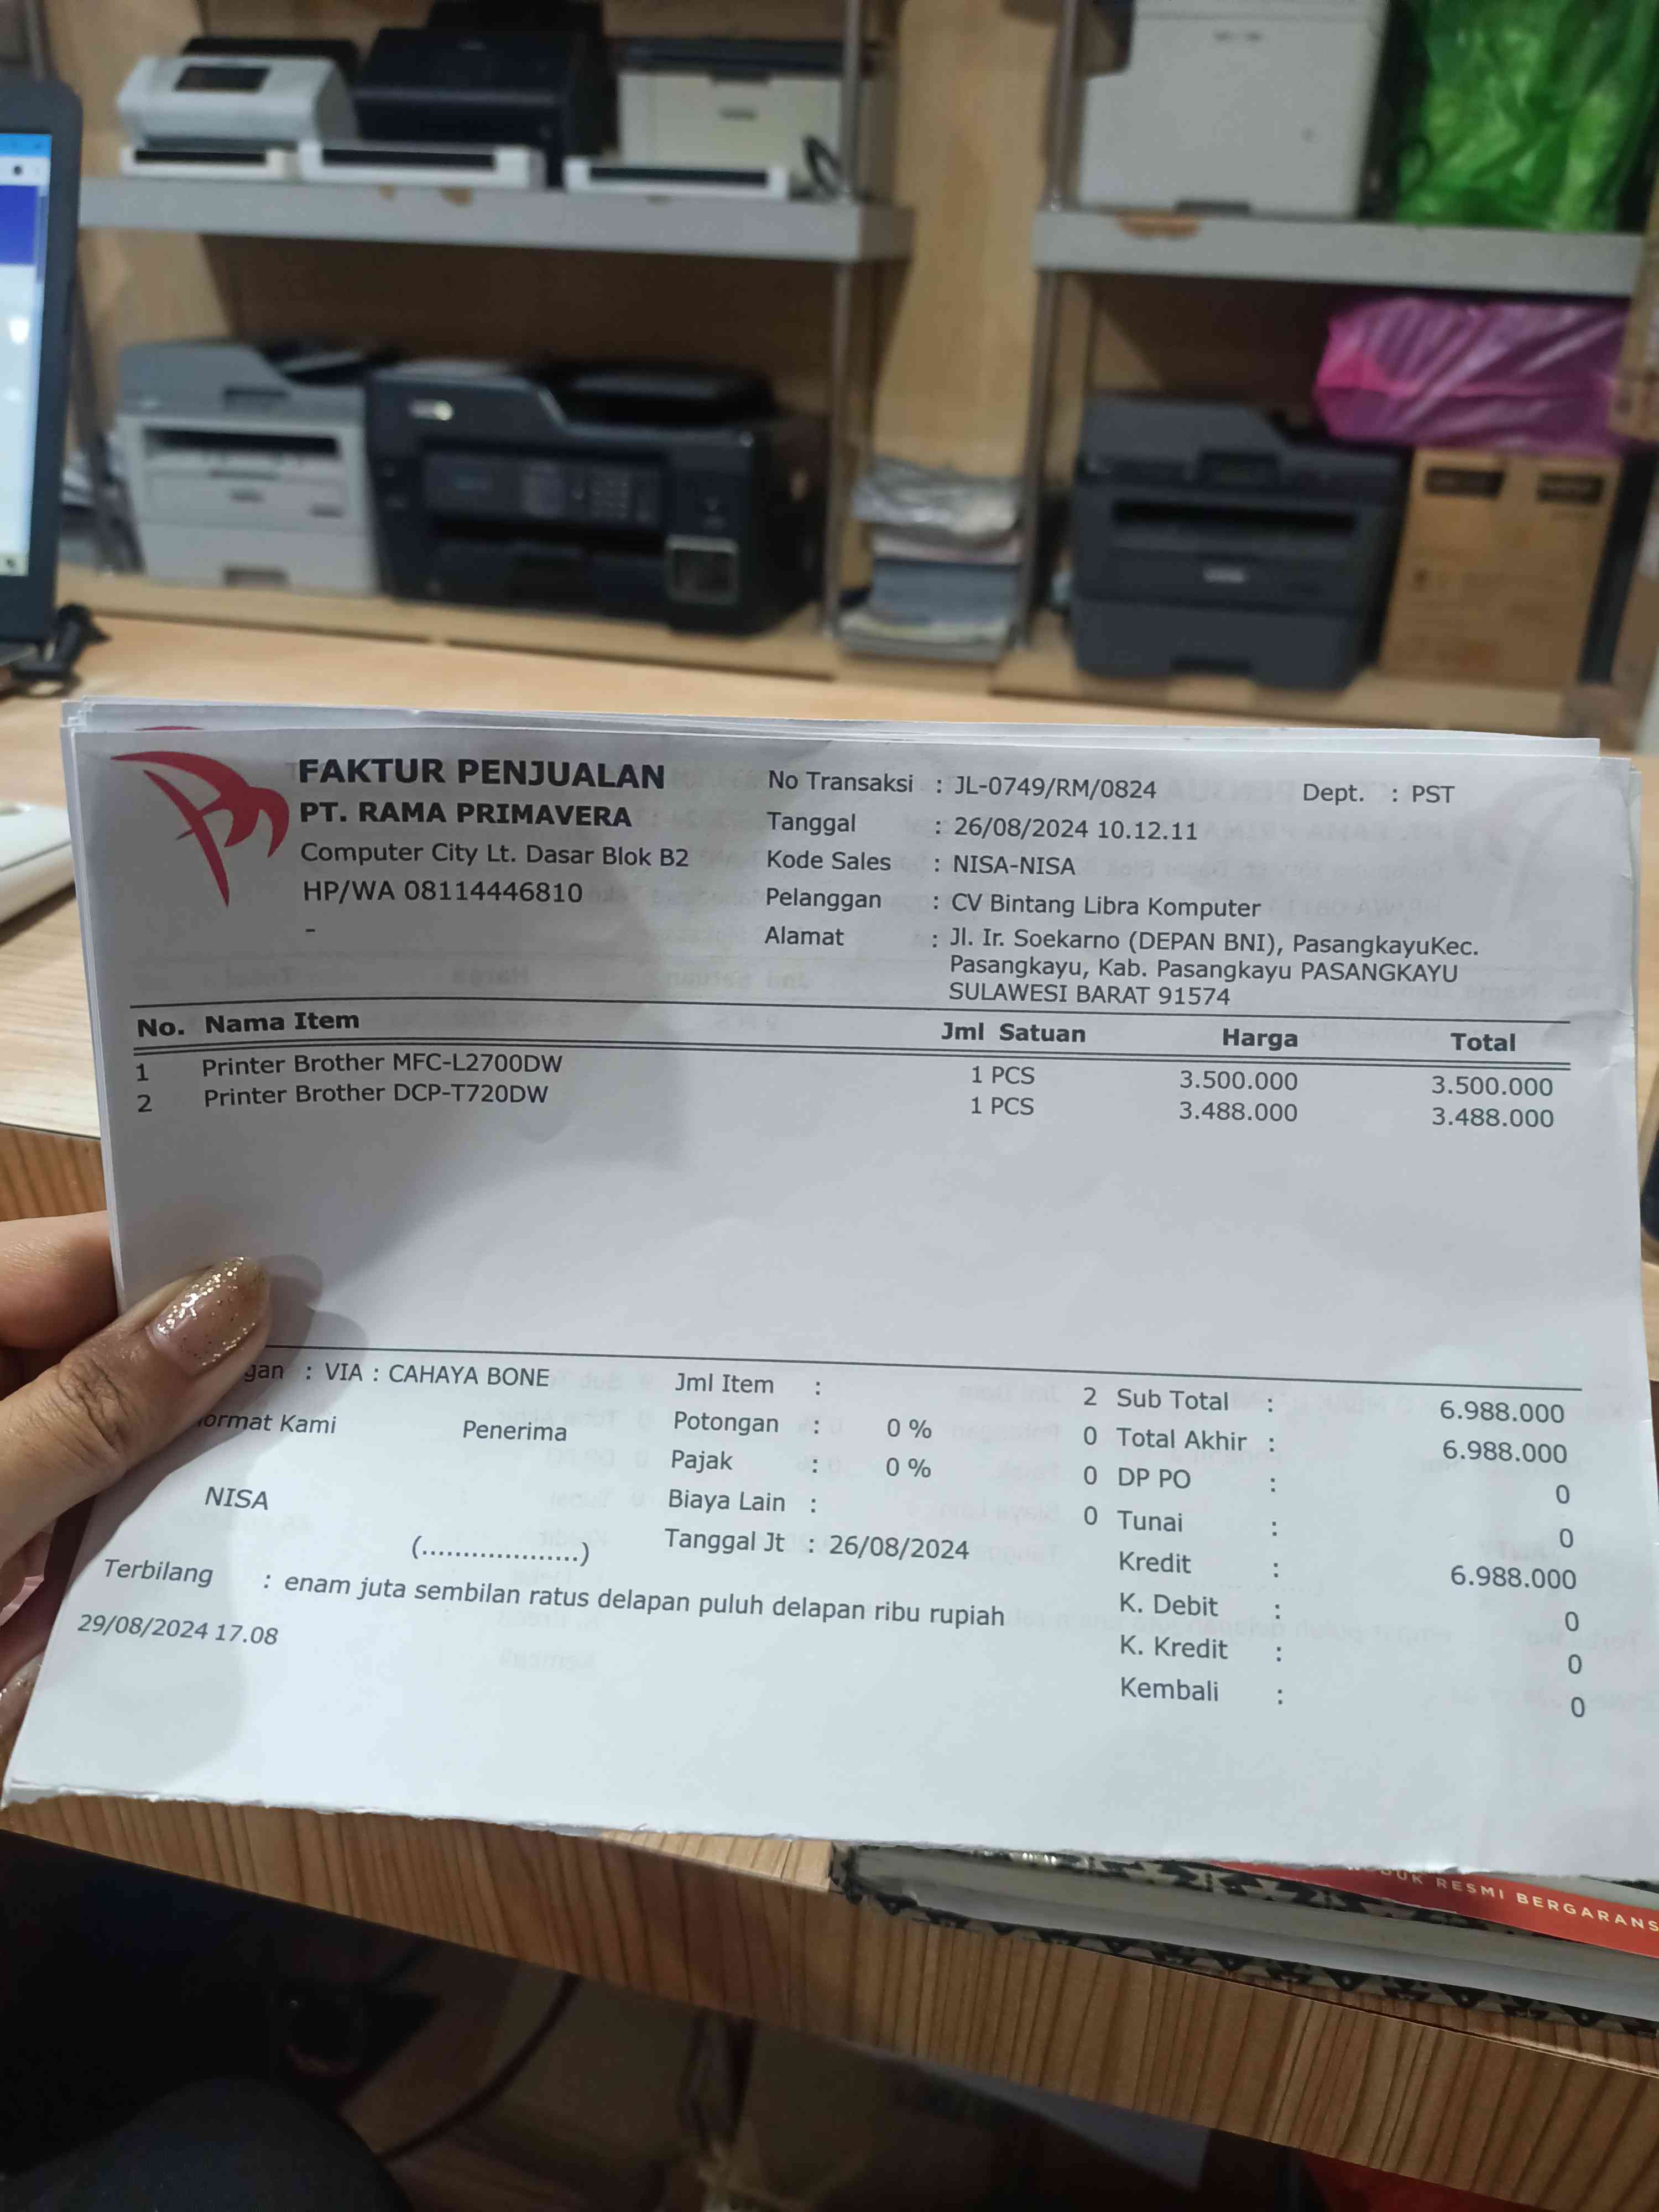 FAKTUR PENJUALAN
PT. RAMA PRIMAVERA
Computer City Lt. Dasar Blok B2
HP/WA 08114446810
-
No Transaksi : JL-0749/RM/0824 Dept. : PST
Tanggal : 26/08/2024 10.12.11
Kode Sales : NISA-NISA
Pelanggan : CV Bintang Libra Komputer
Alamat : Jl. Ir. Soekarno (DEPAN BNI), PasangkayuKec.
Pasangkayu, Kab. Pasangkayu PASANGKAYU
SULAWESI BARAT 91574
No. Nama Item Jml Satuan Harga Total
1 Printer Brother MFC-L2700DW 1 PCS 3.500.000 3.500.000
2 Printer Brother DCP-T720DW 1 PCS 3.488.000 3.488.000
gan : VIA : CAHAYA BONE
ormat Kami Penerima
NISA
(...................)
Jml Item : 2
Potongan : 0 % 0
Pajak : 0 % 0
Biaya Lain : 0
Tanggal Jt : 26/08/2024
Sub Total : 6.988.000
Total Akhir : 6.988.000
DP PO : 0
Tunai : 0
Kredit : 6.988.000
K. Debit : 0
K. Kredit : 0
Kembali : 0
Terbilang : enam juta sembilan ratus delapan puluh delapan ribu rupiah
29/08/2024 17.08
UK RESMI BERGARANS